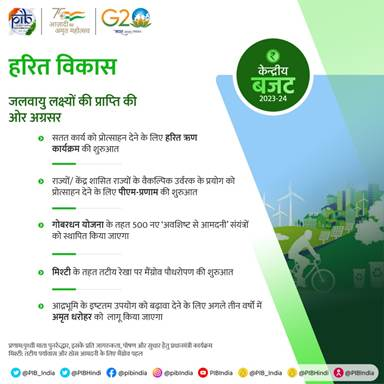 आज़ादी का
अमृत महोत्सव
G20
हरित विकास
केन्द्रीय
बजट
2023-24
जलवायु लक्ष्यों की प्राप्ति की
ओर अग्रसर
सतत कार्य को प्रोत्साहन देने के लिए हरित ऋण
कार्यक्रम की शुरुआत
राज्यों/ केंद्र शासित राज्यों के वैकल्पिक उर्वरक के प्रयोग को
प्रोत्साहन देने के लिए पीएम-प्रणाम की शुरुआत
गोबरधन योजना के तहत 500 नए 'अवशिष्ट से आमदनी' संयंत्रों
को स्थापित किया जाएगा
मिश्टी के तहत तटीय रेखा पर मैंग्रोव पौधरोपण की शुरुआत
आद्रभूमि के इष्टतम उपयोग को बढ़ावा देने के लिए अगले तीन वर्षों में
अमृत धरोहर को लागू किया जाएगा
प्रणाम:पृथ्वी माता पुनरुद्धार, इसके प्रति जागरूकता, पोषण और सुधार हेतु प्रधानमंत्री कार्यक्रम
मिस्टी: तटीय पर्यावास और ठोस आमदनी के लिए मैंग्रोव पहल
@PIB_India @PIBHindi @pibindia @pibindia PIBIndia @PIB_India @PIBHindi @PIB_India